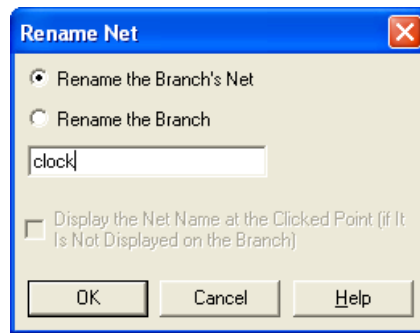 Rename Net
Rename the Branch's Net
Rename the Branch
clock
Display the Net Name at the Clicked Point (if It
Is Not Displayed on the Branch)
OK Cancel Help